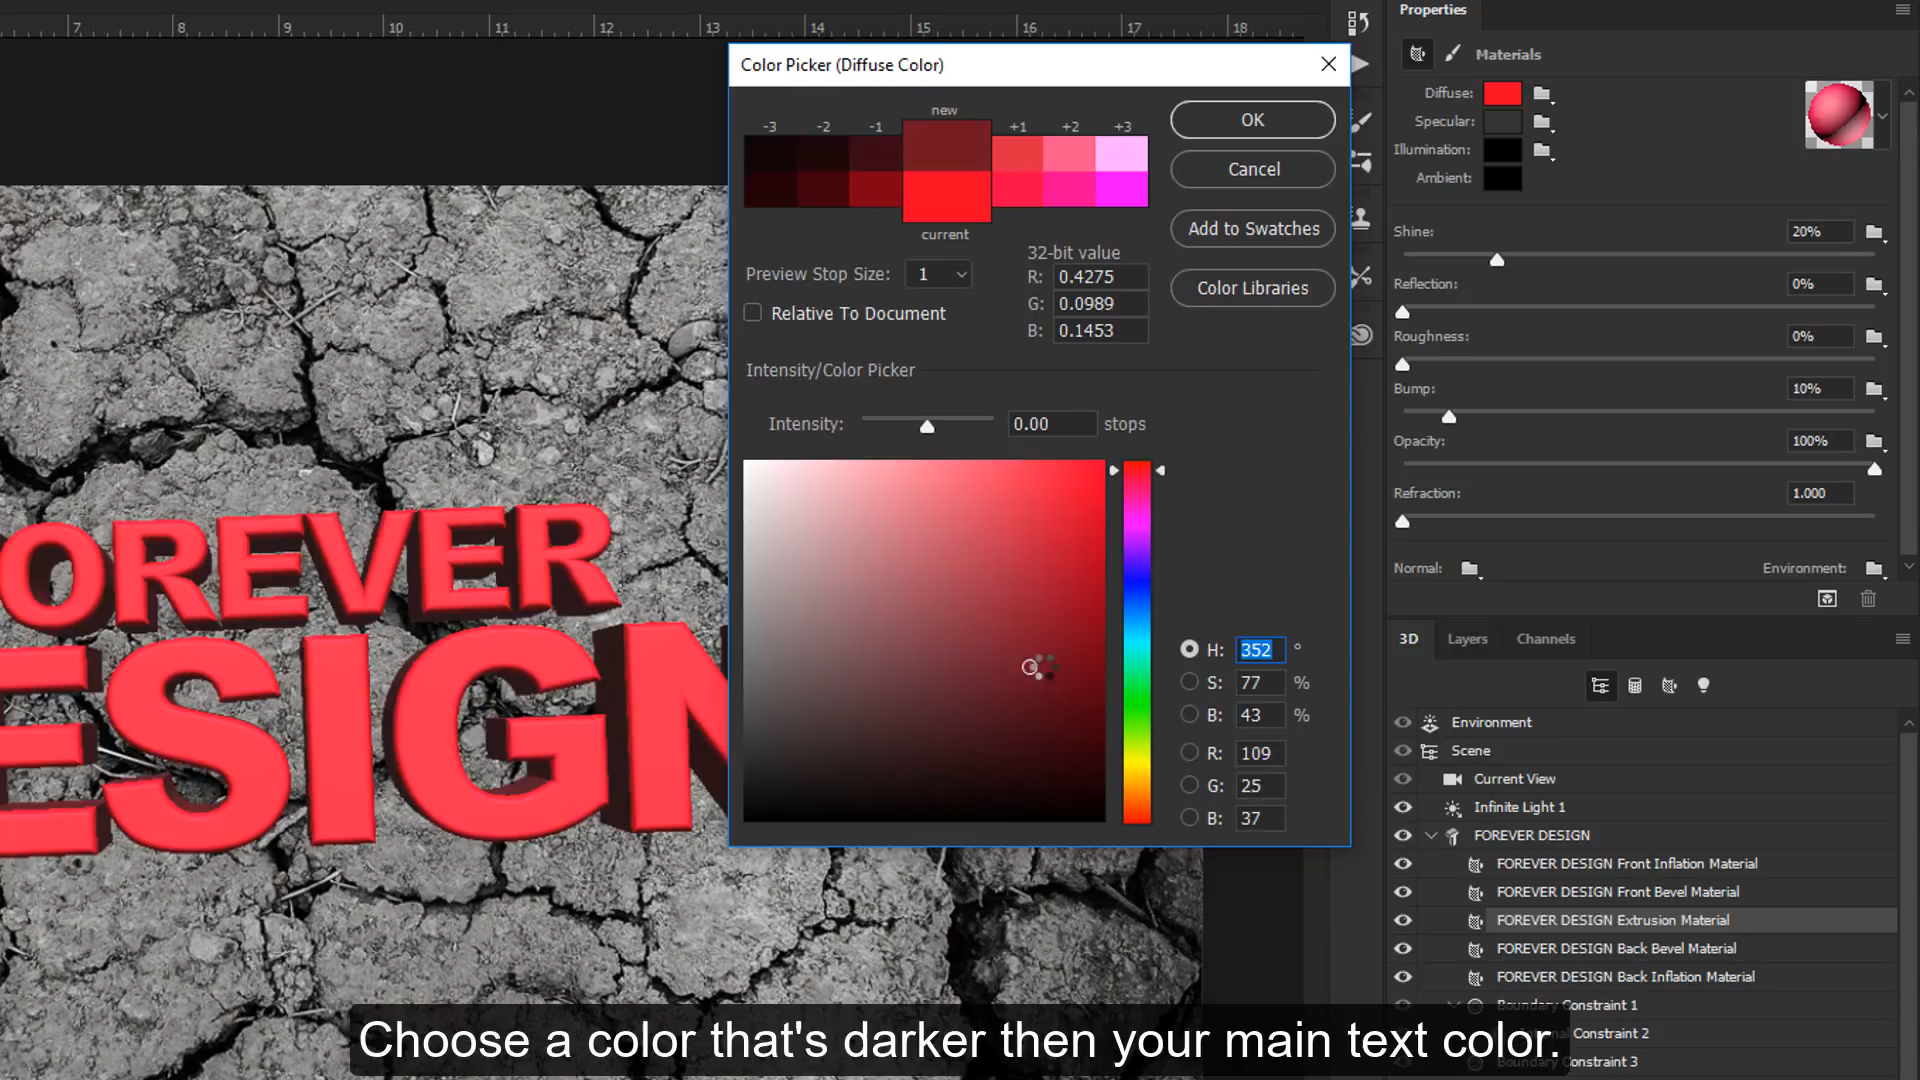 7 8 9 10 11 12 13 14 15 16 17 18
Properties
Color Picker (Diffuse Color)
Materials
new
-3 -2 -1 +1 +2 +3
current
OK
Cancel
Add to Swatches
Color Libraries
Preview Stop Size: 1
Relative To Document
32-bit value
R: 0.4275
G: 0.0989
B: 0.1453
Intensity/Color Picker
Intensity: 0.00 stops
H: 352 °
S: 77 %
B: 43 %
R: 109
G: 25
B: 37
Diffuse:
Specular:
Illumination:
Ambient:
Shine: 20%
Reflection: 0%
Roughness: 0%
Bump: 10%
Opacity: 100%
Refraction: 1.000
Normal: Environment:
3D Layers Channels
Environment
Scene
Current View
Infinite Light 1
FOREVER DESIGN
FOREVER DESIGN Front Inflation Material
FOREVER DESIGN Front Bevel Material
FOREVER DESIGN Extrusion Material
FOREVER DESIGN Back Bevel Material
FOREVER DESIGN Back Inflation Material
Boundary Constraint 1
Internal Constraint 2
Boundary Constraint 3
OREVER
ESIGN
Choose a color that's darker then your main text color.